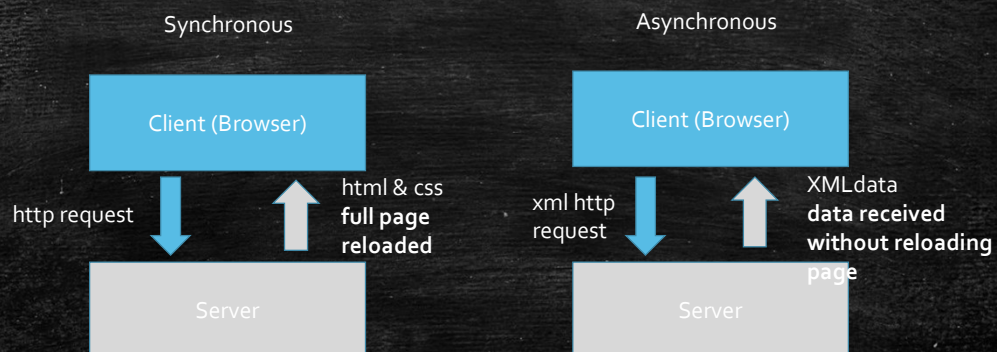 Synchronous
Client (Browser)
http request
html & css
full page
reloaded
Server
Asynchronous
Client (Browser)
xml http
request
XMLdata
data received
without reloading
page
Server